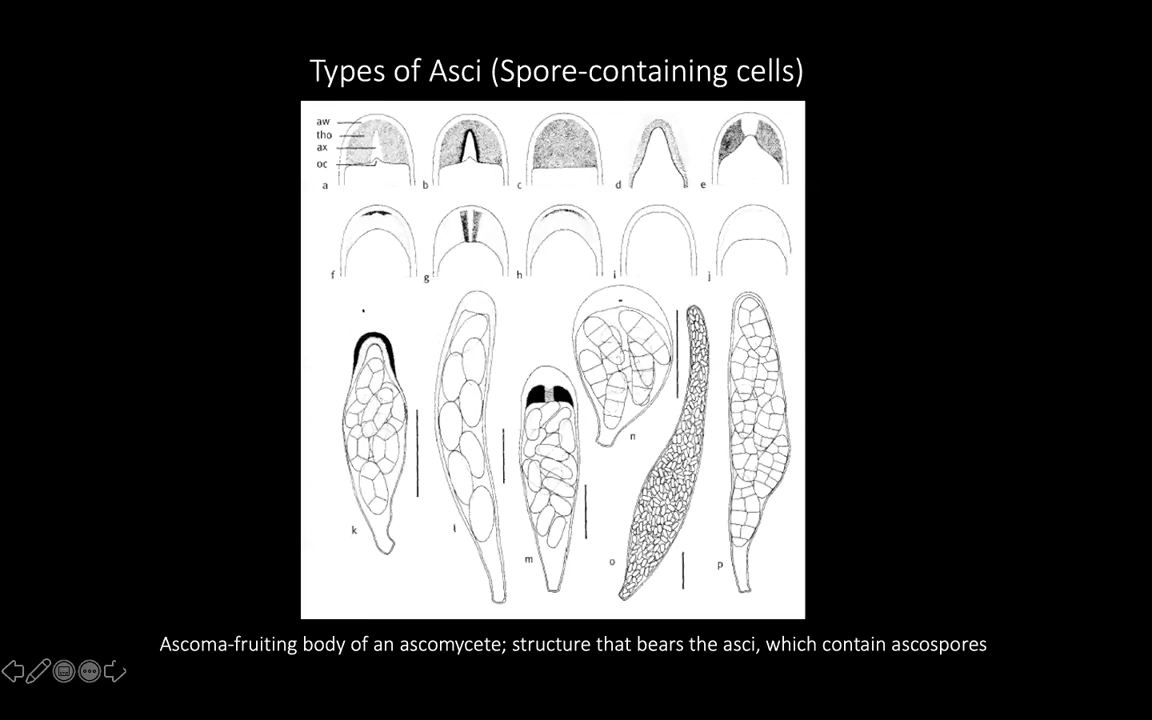 Types of Asci (Spore-containing cells)
aw
tho
ax
oc
a b c d e
f g h i j
k l m n o p
Ascoma-fruiting body of an ascomycete; structure that bears the asci, which contain ascospores